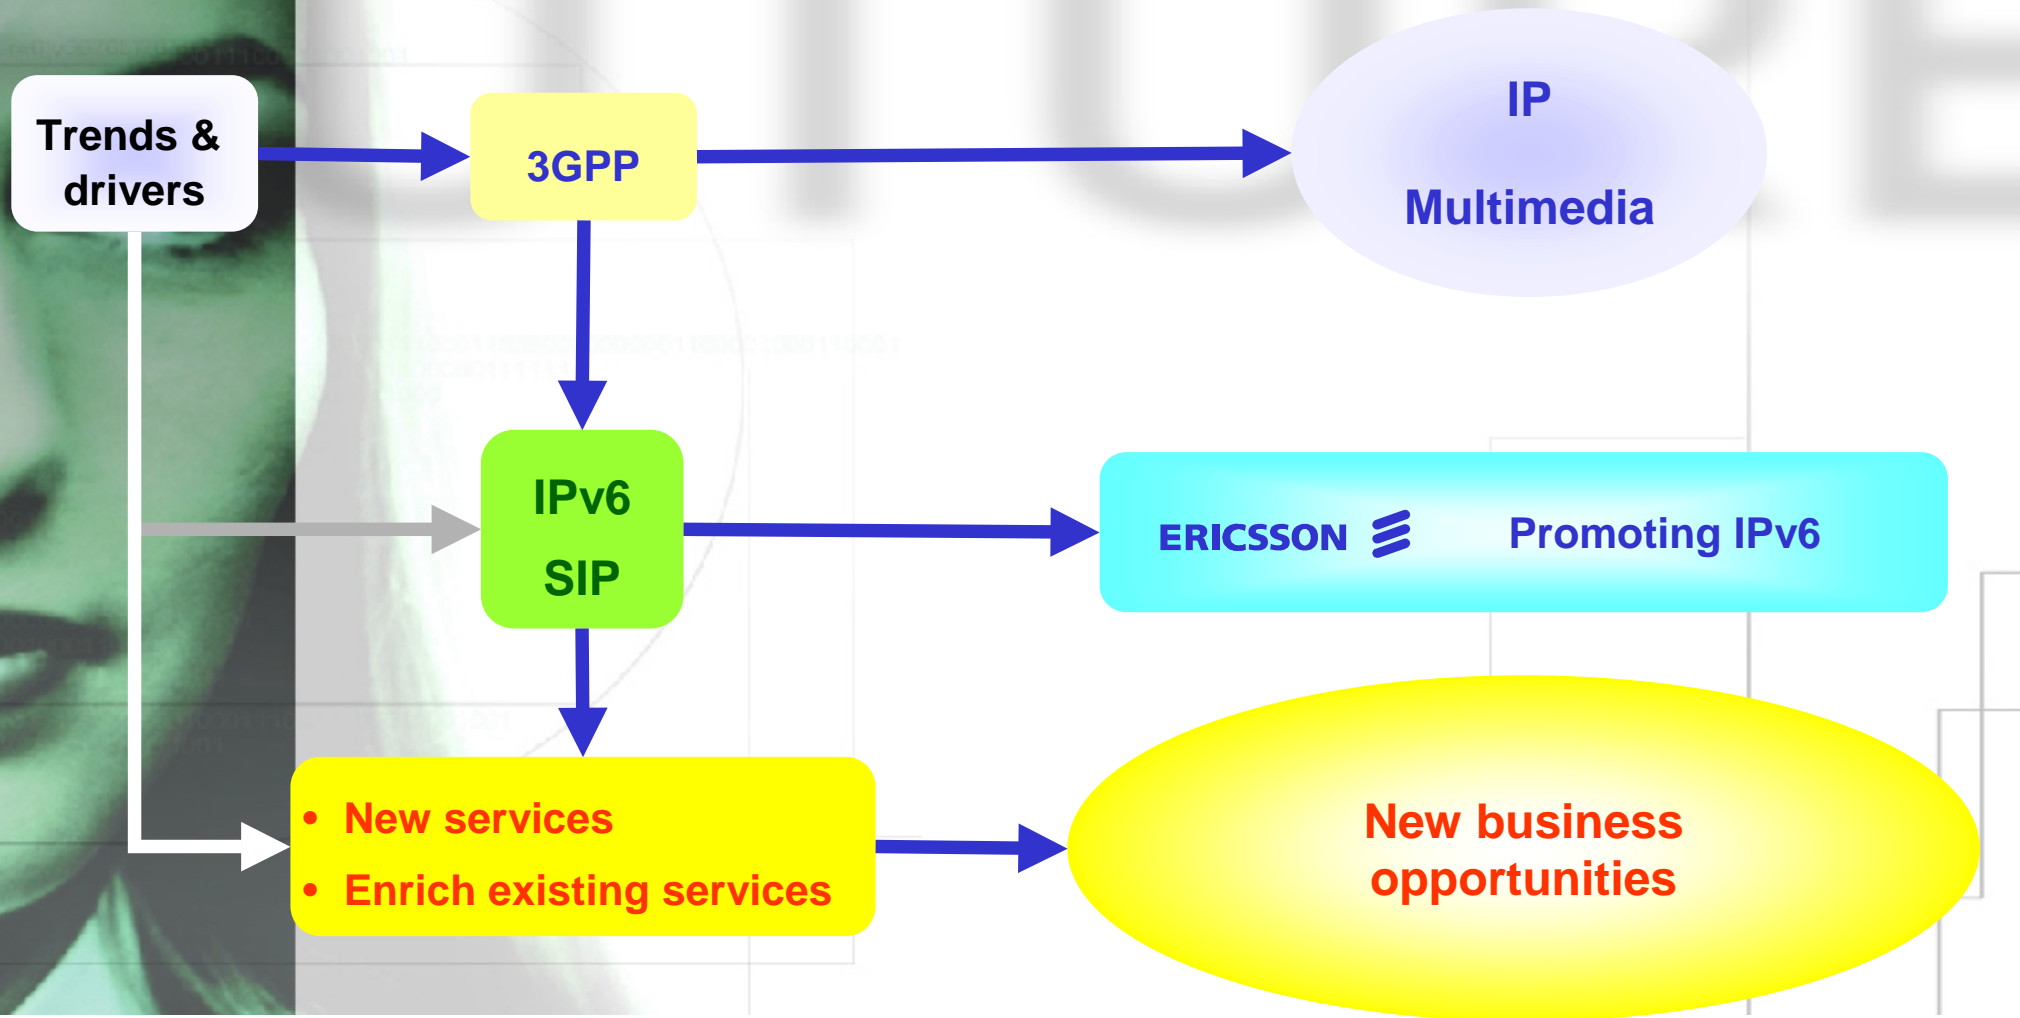 Trends &
drivers
3GPP
IP
Multimedia
IPv6
SIP
ERICSSON
Promoting IPv6
• New services
• Enrich existing services
New business
opportunities